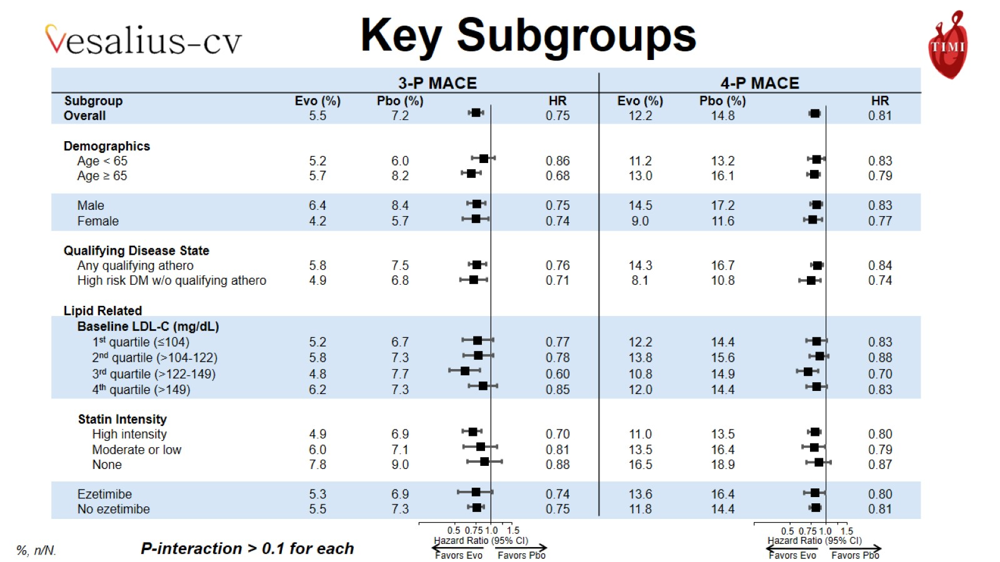 Vesalius-cv
Key Subgroups
TIMI
3-P MACE 4-P MACE
Subgroup Evo (%) Pbo (%) HR Evo (%) Pbo (%) HR
Overall 5.5 7.2 0.75 12.2 14.8 0.81
Demographics
Age < 65 5.2 6.0 0.86 11.2 13.2 0.83
Age ≥ 65 5.7 8.2 0.68 13.0 16.1 0.79
Male 6.4 8.4 0.75 14.5 17.2 0.83
Female 4.2 5.7 0.74 9.0 11.6 0.77
Qualifying Disease State
Any qualifying athero 5.8 7.5 0.76 14.3 16.7 0.84
High risk DM w/o qualifying athero 4.9 6.8 0.71 8.1 10.8 0.74
Lipid Related
Baseline LDL-C (mg/dL)
1st quartile (≤104) 5.2 6.7 0.77 12.2 14.4 0.83
2nd quartile (>104-122) 5.8 7.3 0.78 13.8 15.6 0.88
3rd quartile (>122-149) 4.8 7.7 0.60 10.8 14.9 0.70
4th quartile (>149) 6.2 7.3 0.85 12.0 14.4 0.83
Statin Intensity
High intensity 4.9 6.9 0.70 11.0 13.5 0.80
Moderate or low 6.0 7.1 0.81 13.5 16.4 0.79
None 7.8 9.0 0.88 16.5 18.9 0.87
Ezetimibe 5.3 6.9 0.74 13.6 16.4 0.80
No ezetimibe 5.5 7.3 0.75 11.8 14.4 0.81
0.5 0.75 1.0 1.5 0.5 0.75 1.0 1.5
Hazard Ratio (95% CI) Hazard Ratio (95% CI)
Favors Evo Favors Pbo Favors Evo Favors Pbo
%, n/N. P-interaction > 0.1 for each